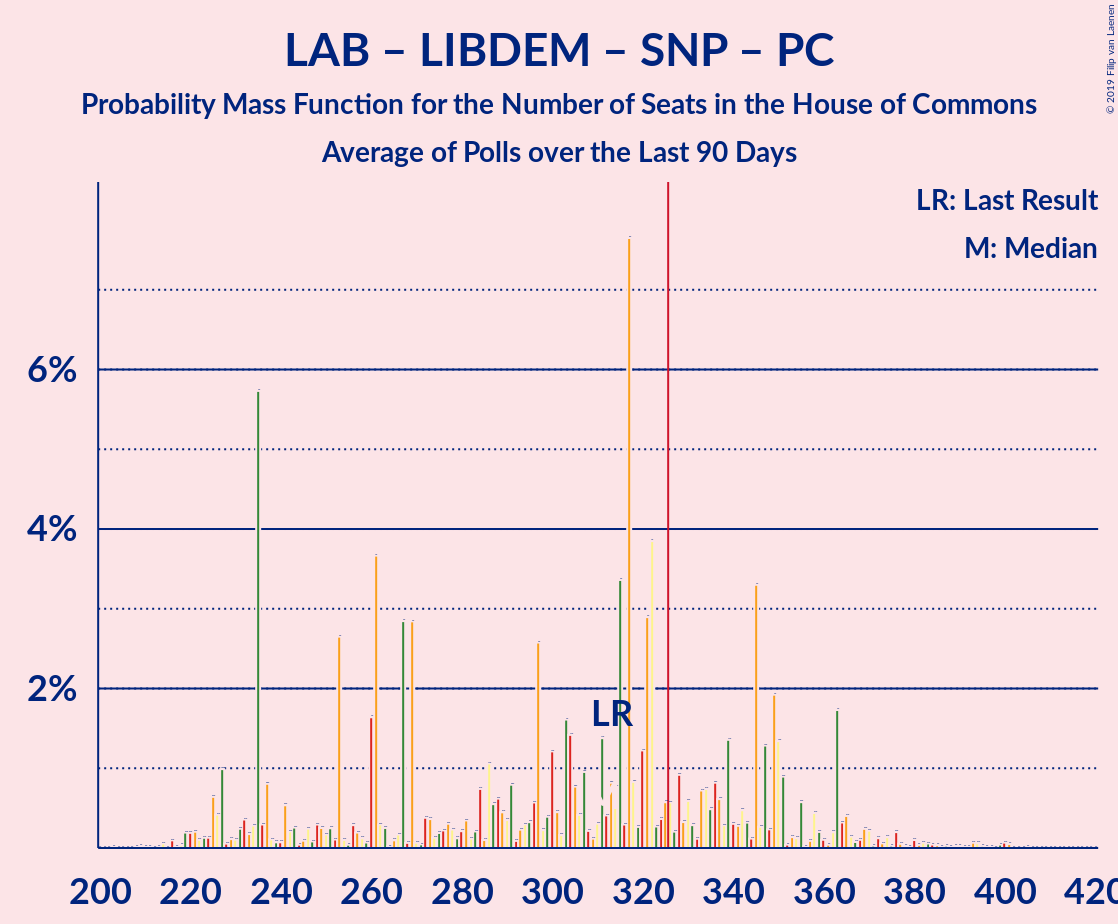 LAB – LIBDEM – SNP – PC
Probability Mass Function for the Number of Seats in the House of Commons
Average of Polls over the Last 90 Days
© 2019 Filip van Laenen
LR: Last Result
M: Median
6%
4%
2%
LR
200 220 240 260 280 300 320 340 360 380 400 420